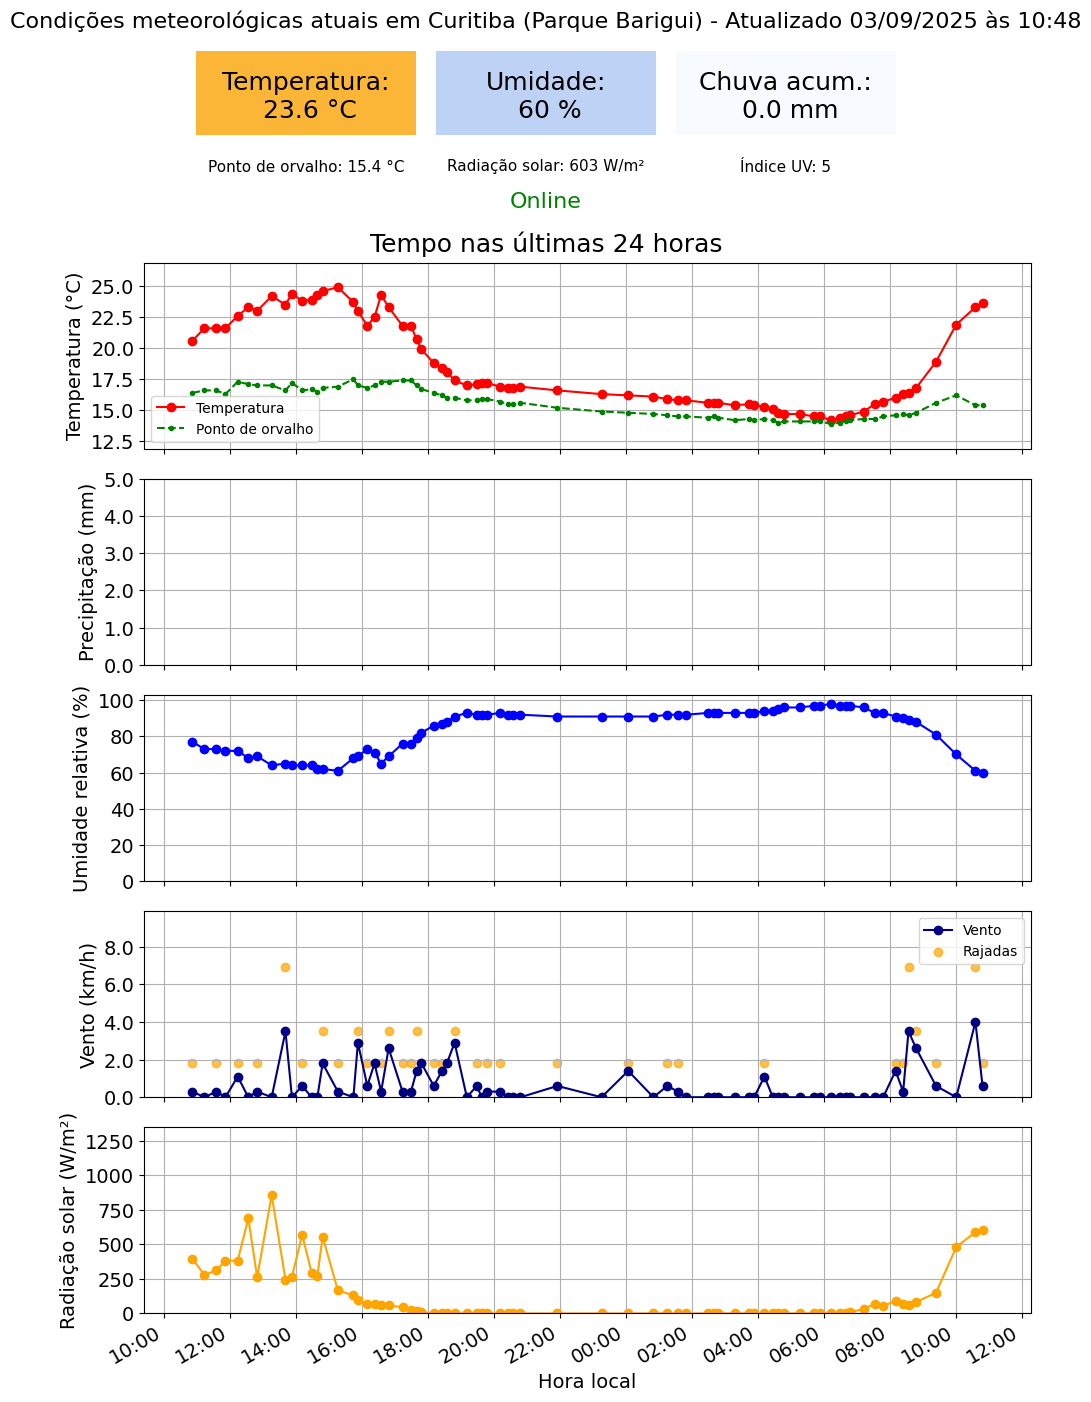 Condições meteorológicas atuais em Curitiba (Parque Barigui) - Atualizado 03/09/2025 às 10:48
Temperatura:
23.6 °C
Umidade:
60 %
Chuva acum.:
0.0 mm
Ponto de orvalho: 15.4 °C
Radiação solar: 603 W/m²
Índice UV: 5
Online
Tempo nas últimas 24 horas
Temperatura (°C)
25.0
22.5
20.0
17.5
15.0
12.5
Temperatura
Ponto de orvalho
Precipitação (mm)
5.0
4.0
3.0
2.0
1.0
0.0
Umidade relativa (%)
100
80
60
40
20
0
Vento (km/h)
8.0
6.0
4.0
2.0
0.0
Vento
Rajadas
Radiação solar (W/m²)
1250
1000
750
500
250
0
10:00
12:00
14:00
16:00
18:00
20:00
22:00
00:00
02:00
04:00
06:00
08:00
10:00
12:00
Hora local